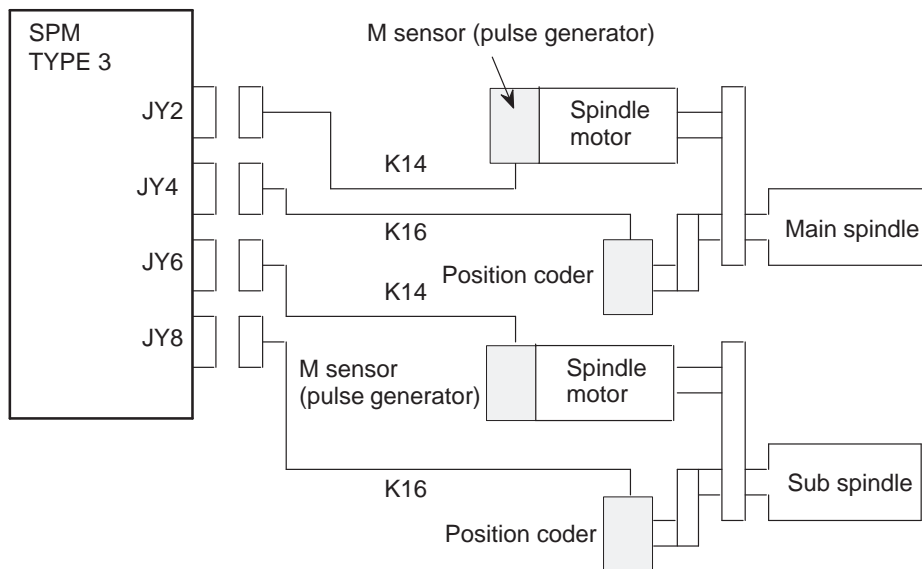 SPM
TYPE 3
M sensor (pulse generator)
JY2
Spindle
motor
K14
JY4
K16
Main spindle
JY6
Position coder
K14
JY8
M sensor
(pulse generator)
Spindle
motor
K16
Sub spindle
Position coder